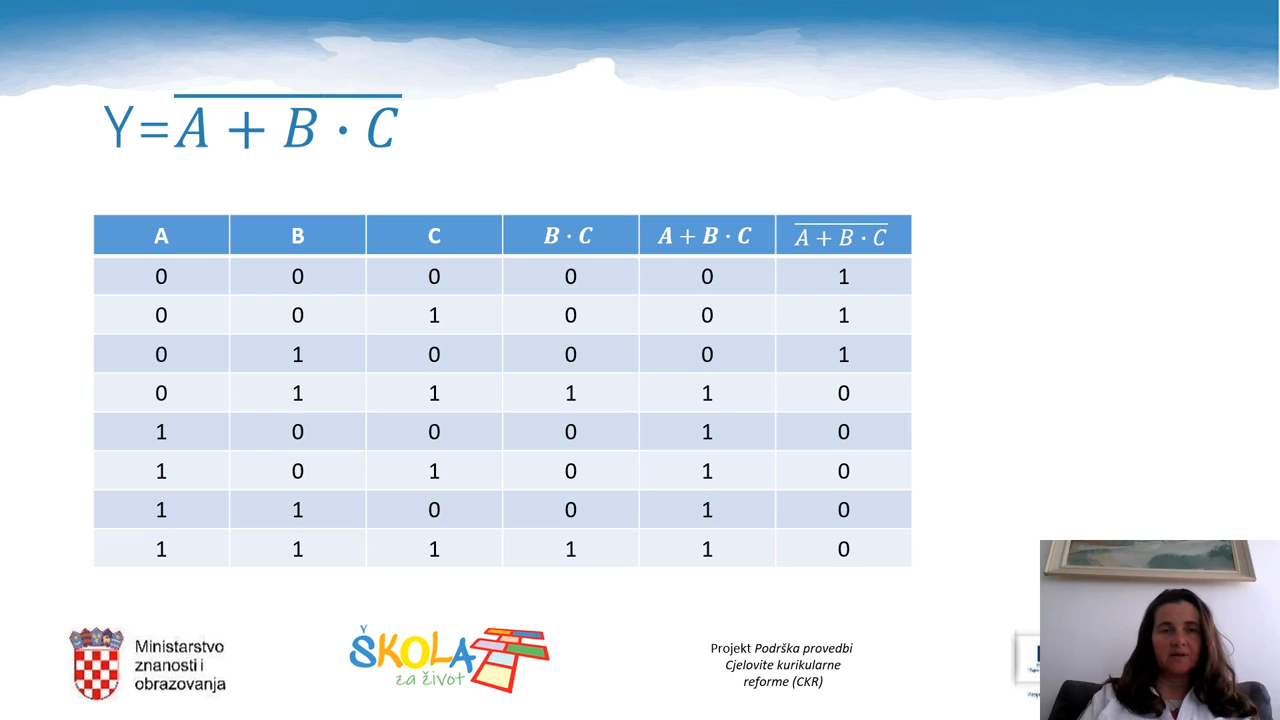 Y=\overline{A + B · C}
A B C B · C A + B · C \overline{A + B · C}
0 0 0 0 0 1
0 0 1 0 0 1
0 1 0 0 0 1
0 1 1 1 1 0
1 0 0 0 1 0
1 0 1 0 1 0
1 1 0 0 1 0
1 1 1 1 1 0
Ministarstvo
znanosti i
obrazovanja
ŠKOLA
za život
Projekt Podrška provedbi
Cjelovite kurikularne
reforme (CKR)